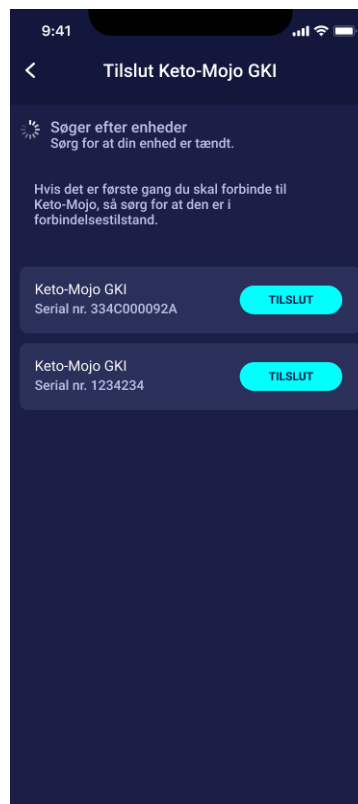 9:41
Tilslut Keto-Mojo GKI
Søger efter enheder
Sørg for at din enhed er tændt.
Hvis det er første gang du skal forbinde til
Keto-Mojo, så sørg for at den er i
forbindelsestilstand.
Keto-Mojo GKI
Serial nr. 334C000092A
TILSLUT
Keto-Mojo GKI
Serial nr. 1234234
TILSLUT